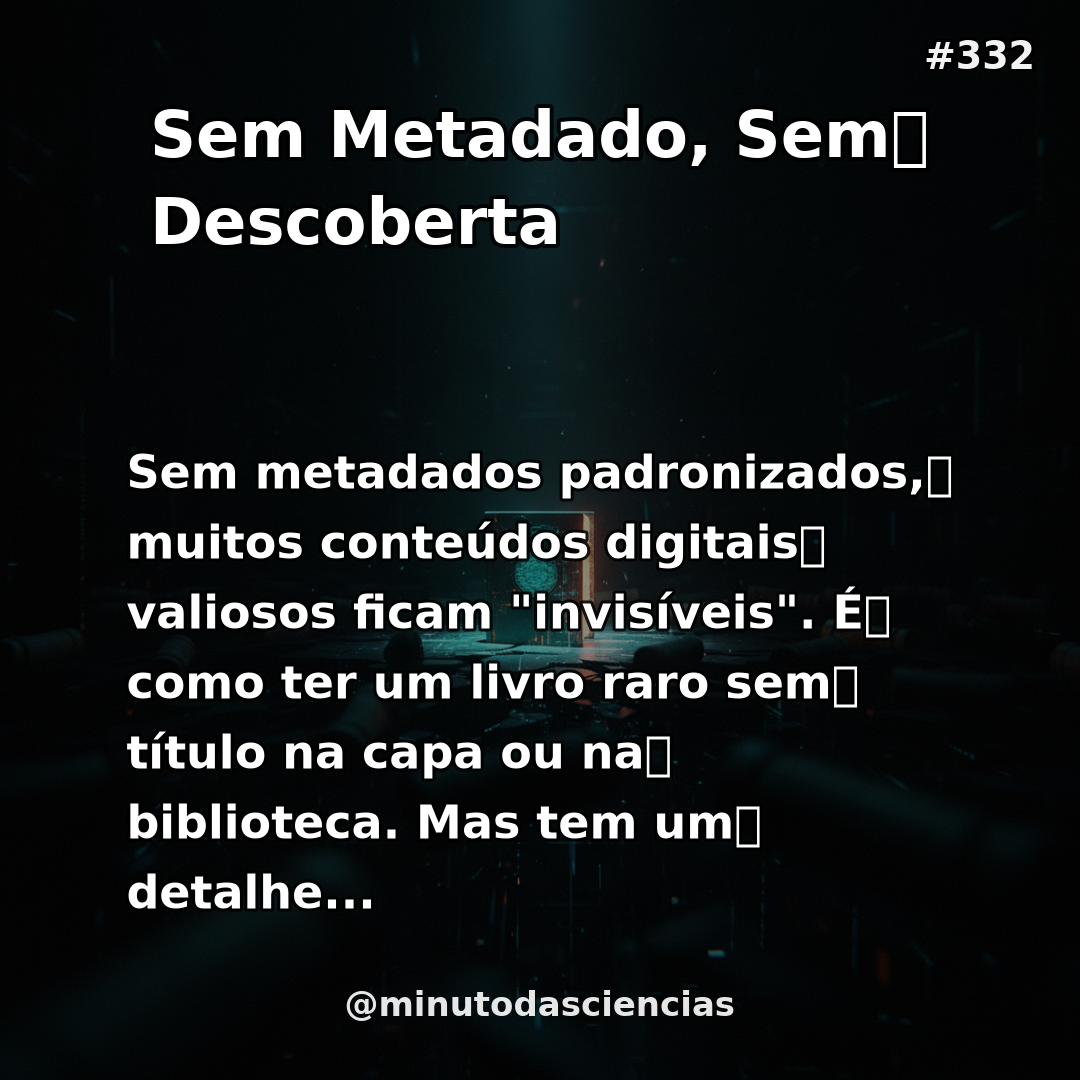 #332
Sem Metadado, Sem▯
Descoberta
Sem metadados padronizados,▯
muitos conteúdos digitais▯
valiosos ficam "invisíveis". É▯
como ter um livro raro sem▯
título na capa ou na▯
biblioteca. Mas tem um▯
detalhe...
@minutodasciencias